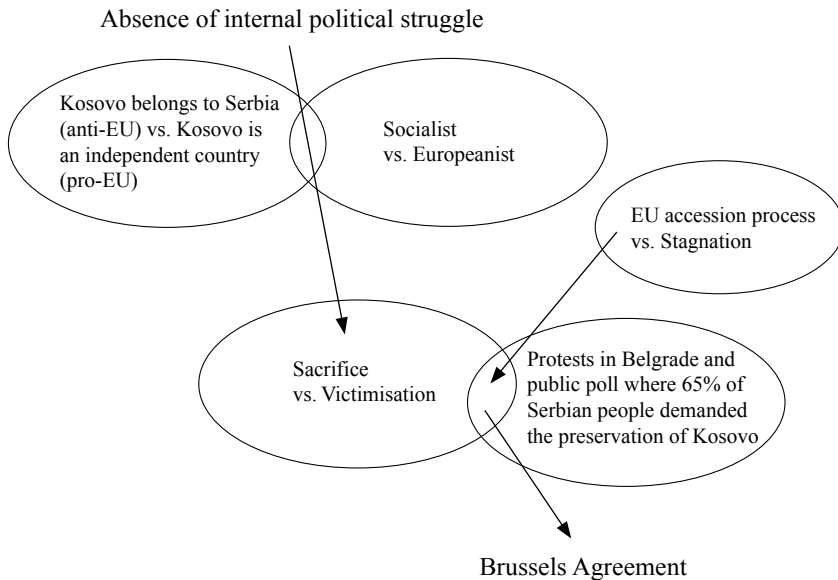 Absence of internal political struggle
Kosovo belongs to Serbia
(anti-EU) vs. Kosovo is
an independent country
(pro-EU)
Socialist
vs. Europeanist
EU accession process
vs. Stagnation
Sacrifice
vs. Victimisation
Protests in Belgrade and
public poll where 65% of
Serbian people demanded
the preservation of Kosovo
Brussels Agreement